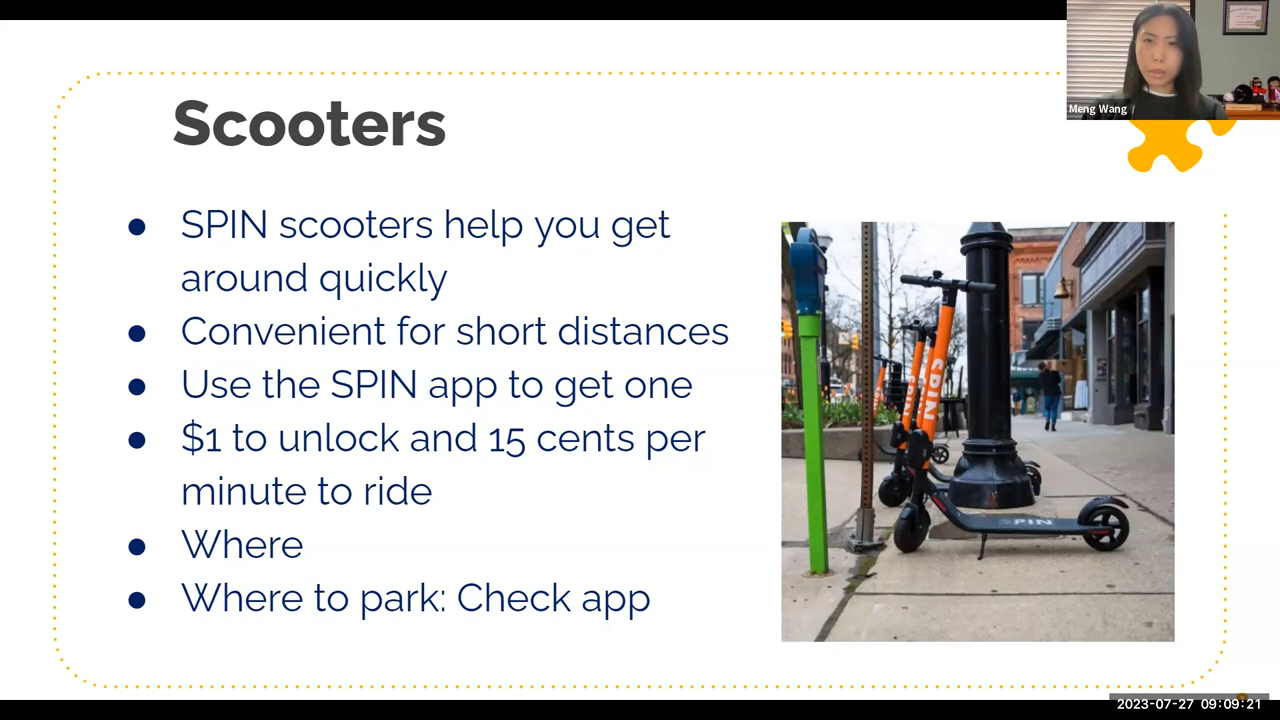 Scooters
● SPIN scooters help you get
around quickly
● Convenient for short distances
● Use the SPIN app to get one
● $1 to unlock and 15 cents per
minute to ride
● Where
● Where to park: Check app
Meng Wang
SPIN
SPIN
2023-07-27 09:09:21